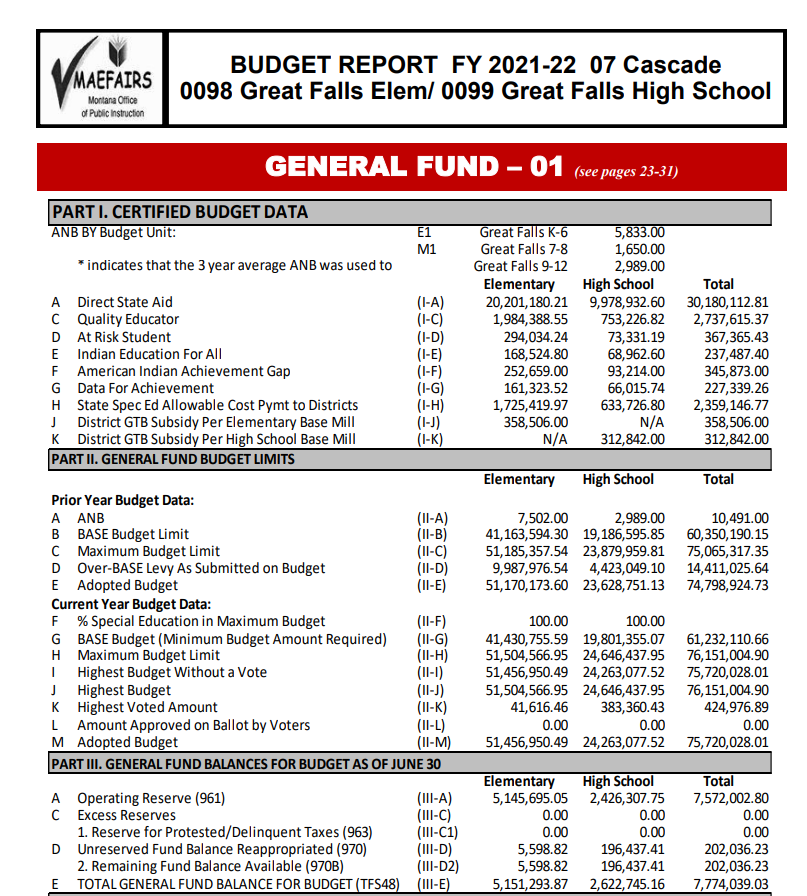 MAEFAIRS
Montana Office
of Public Instruction
BUDGET REPORT FY 2021-22 07 Cascade
0098 Great Falls Elem/ 0099 Great Falls High School
GENERAL FUND – 01 (see pages 23-31)
PART I. CERTIFIED BUDGET DATA
ANB BY Budget Unit: E1 Great Falls K-6 5,833.00
M1 Great Falls 7-8 1,650.00
* indicates that the 3 year average ANB was used to Great Falls 9-12 2,989.00
Elementary High School Total
A Direct State Aid (I-A) 20,201,180.21 9,978,932.60 30,180,112.81
C Quality Educator (I-C) 1,984,388.55 753,226.82 2,737,615.37
D At Risk Student (I-D) 294,034.24 73,331.19 367,365.43
E Indian Education For All (I-E) 168,524.80 68,962.60 237,487.40
F American Indian Achievement Gap (I-F) 252,659.00 93,214.00 345,873.00
G Data For Achievement (I-G) 161,323.52 66,015.74 227,339.26
H State Spec Ed Allowable Cost Pymt to Districts (I-H) 1,725,419.97 633,726.80 2,359,146.77
J District GTB Subsidy Per Elementary Base Mill (I-J) 358,506.00 N/A 358,506.00
K District GTB Subsidy Per High School Base Mill (I-K) N/A 312,842.00 312,842.00
PART II. GENERAL FUND BUDGET LIMITS
Elementary High School Total
Prior Year Budget Data:
A ANB (II-A) 7,502.00 2,989.00 10,491.00
B BASE Budget Limit (II-B) 41,163,594.30 19,186,595.85 60,350,190.15
C Maximum Budget Limit (II-C) 51,185,357.54 23,879,959.81 75,065,317.35
D Over-BASE Levy As Submitted on Budget (II-D) 9,987,976.54 4,423,049.10 14,411,025.64
E Adopted Budget (II-E) 51,170,173.60 23,628,751.13 74,798,924.73
Current Year Budget Data:
F % Special Education in Maximum Budget (II-F) 100.00 100.00
G BASE Budget (Minimum Budget Amount Required) (II-G) 41,430,755.59 19,801,355.07 61,232,110.66
H Maximum Budget Limit (II-H) 51,504,566.95 24,646,437.95 76,151,004.90
I Highest Budget Without a Vote (II-I) 51,456,950.49 24,263,077.52 75,720,028.01
J Highest Budget (II-J) 51,504,566.95 24,646,437.95 76,151,004.90
K Highest Voted Amount (II-K) 41,616.46 383,360.43 424,976.89
L Amount Approved on Ballot by Voters (II-L) 0.00 0.00 0.00
M Adopted Budget (II-M) 51,456,950.49 24,263,077.52 75,720,028.01
PART III. GENERAL FUND BALANCES FOR BUDGET AS OF JUNE 30
Elementary High School Total
A Operating Reserve (961) (III-A) 5,145,695.05 2,426,307.75 7,572,002.80
C Excess Reserves (III-C) 0.00 0.00 0.00
1. Reserve for Protested/Delinquent Taxes (963) (III-C1) 0.00 0.00 0.00
D Unreserved Fund Balance Reappropriated (970) (III-D) 5,598.82 196,437.41 202,036.23
2. Remaining Fund Balance Available (970B) (III-D2) 5,598.82 196,437.41 202,036.23
E TOTAL GENERAL FUND BALANCE FOR BUDGET (TFS48) (III-E) 5,151,293.87 2,622,745.16 7,774,039.03